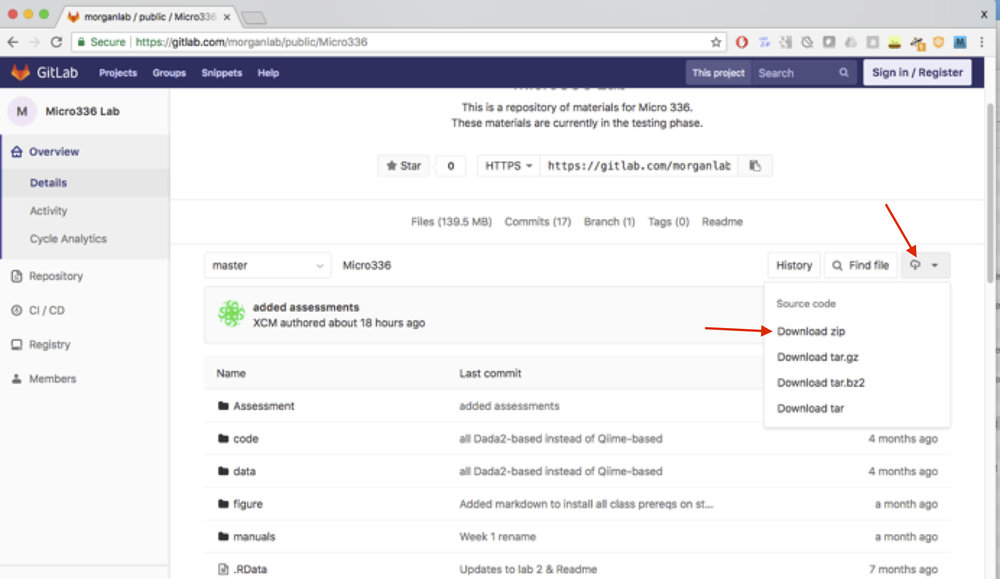 morganlab / public / Micro336
Secure https://gitlab.com/morganlab/public/Micro336
GitLab Projects Groups Snippets Help This project Search Sign in / Register
M Micro336 Lab
Overview
Details
Activity
Cycle Analytics
Repository
CI / CD
Registry
Members
This is a repository of materials for Micro 336.
These materials are currently in the testing phase.
Star 0 HTTPS https://gitlab.com/morganlab
Files (139.5 MB) Commits (17) Branch (1) Tags (0) Readme
master Micro336 History Find file
added assessments
XCM authored about 18 hours ago
Source code
Download zip
Download tar.gz
Download tar.bz2
Download tar
Name Last commit
Assessment added assessments
code all Dada2-based instead of Qiime-based 4 months ago
data all Dada2-based instead of Qiime-based 4 months ago
figure Added markdown to install all class prereqs on st... a month ago
manuals Week 1 rename a month ago
.RData Updates to lab 2 & Readme 7 months ago